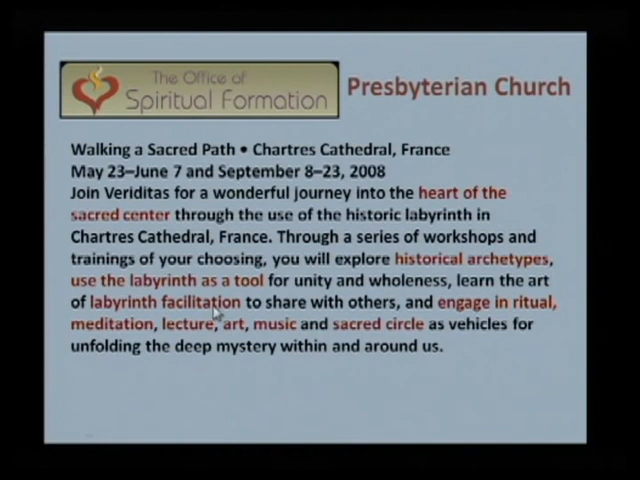 The Office of
Spiritual Formation
Presbyterian Church
Walking a Sacred Path • Chartres Cathedral, France
May 23–June 7 and September 8–23, 2008
Join Veriditas for a wonderful journey into the heart of the
sacred center through the use of the historic labyrinth in
Chartres Cathedral, France. Through a series of workshops and
trainings of your choosing, you will explore historical archetypes,
use the labyrinth as a tool for unity and wholeness, learn the art
of labyrinth facilitation to share with others, and engage in ritual,
meditation, lecture, art, music and sacred circle as vehicles for
unfolding the deep mystery within and around us.